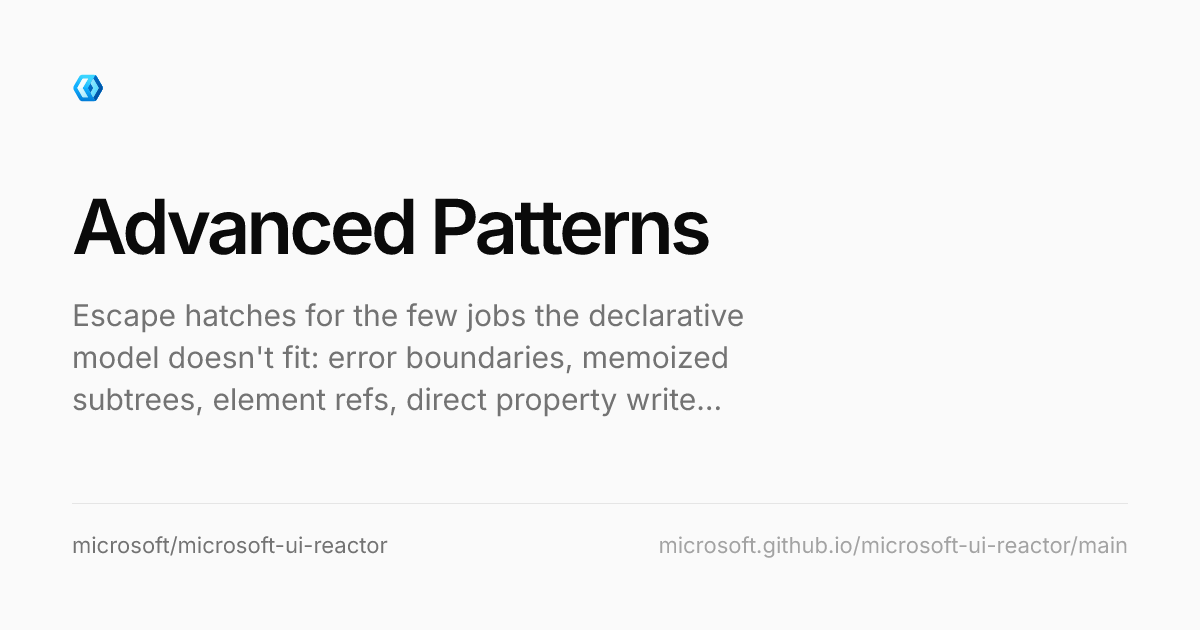 Advanced Patterns
Escape hatches for the few jobs the declarative
model doesn't fit: error boundaries, memoized
subtrees, element refs, direct property write...
microsoft/microsoft-ui-reactor
microsoft.github.io/microsoft-ui-reactor/main